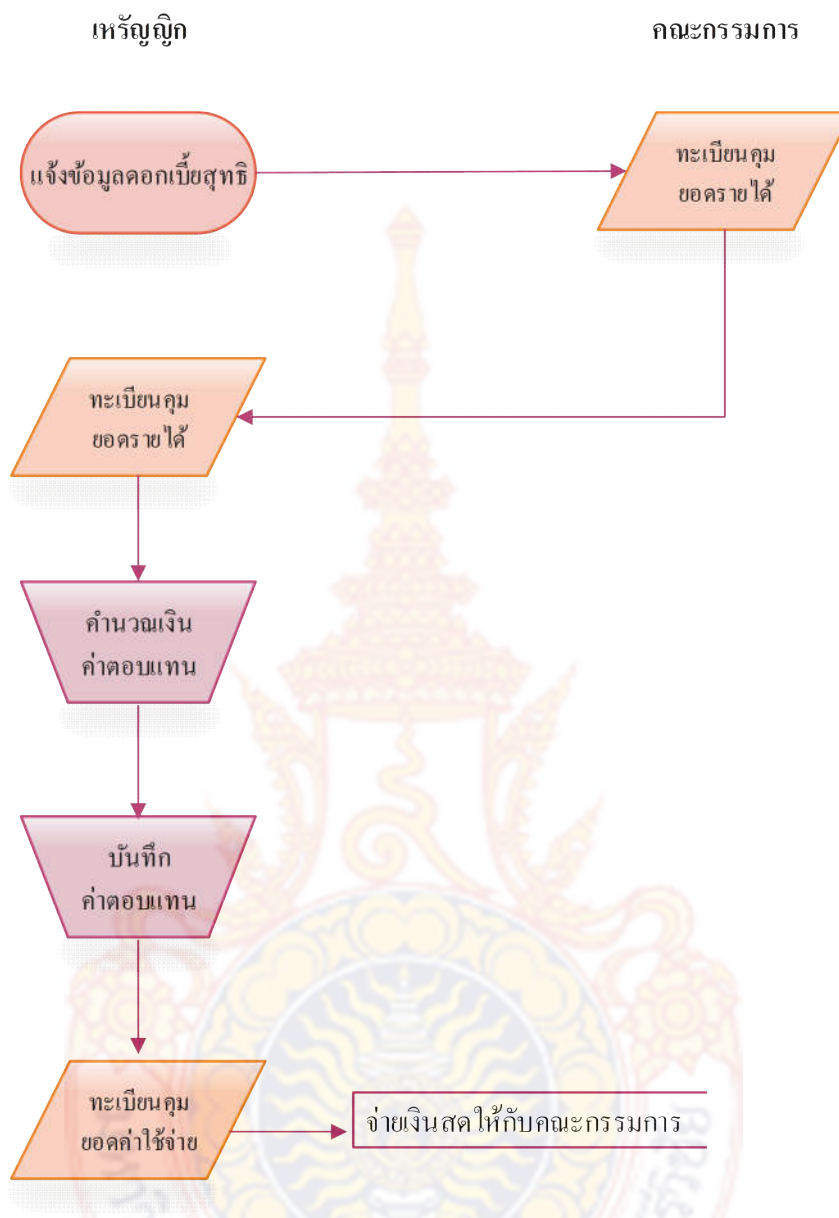 เหรัญญิก
คณะกรรมการ
แจ้งข้อมูลดอกเบี้ยสุทธิ
ทะเบียนคุม
ยอดรายได้
ทะเบียนคุม
ยอดรายได้
คำนวณเงิน
ค่าตอบแทน
บันทึก
ค่าตอบแทน
ทะเบียนคุม
ยอดค่าใช้จ่าย
จ่ายเงินสดให้กับคณะกรรมการ